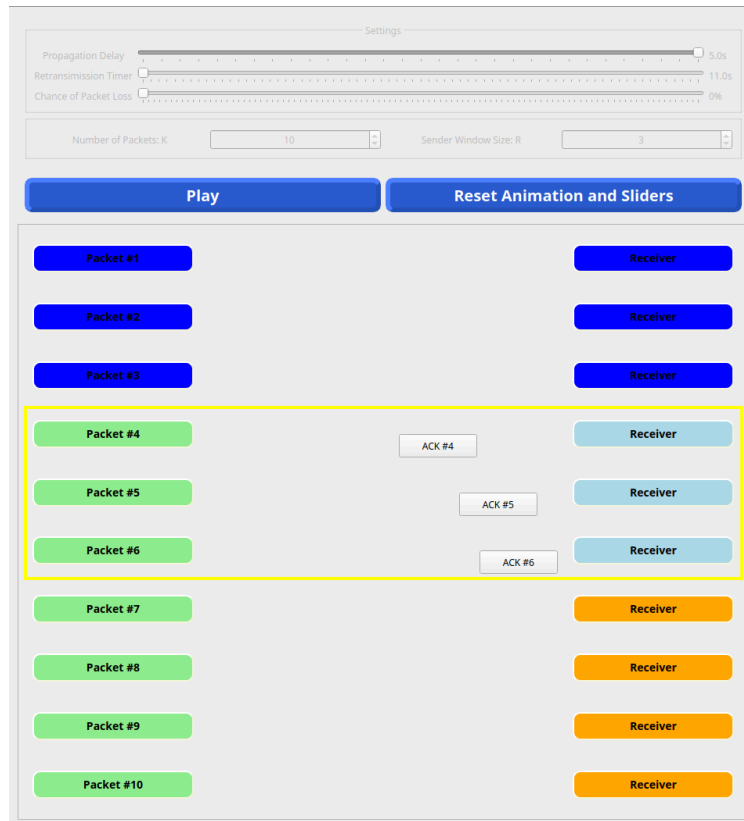 Settings
Propagation Delay 5.0s
Retransimission Timer 11.0s
Chance of Packet Loss 0%
Number of Packets: K 10 Sender Window Size: R 3
Play Reset Animation and Sliders
Packet #1 Receiver
Packet #2 Receiver
Packet #3 Receiver
Packet #4 ACK #4 Receiver
Packet #5 ACK #5 Receiver
Packet #6 ACK #6 Receiver
Packet #7 Receiver
Packet #8 Receiver
Packet #9 Receiver
Packet #10 Receiver